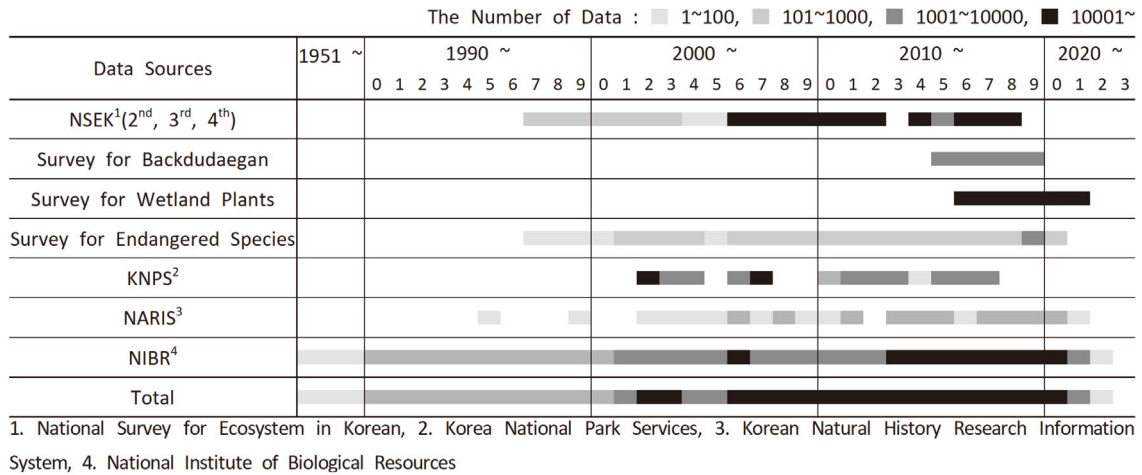 The Number of Data : 1~100, 101~1000, 1001~10000, 10001~
Data Sources 1951 ~ 1990 ~ 2000 ~ 2010 ~ 2020 ~
0 1 2 3 4 5 6 7 8 9 0 1 2 3 4 5 6 7 8 9 0 1 2 3 4 5 6 7 8 9 0 1 2 3
NSEK¹(2ⁿᵈ, 3ʳᵈ, 4ᵗʰ)
Survey for Backdudaegan
Survey for Wetland Plants
Survey for Endangered Species
KNPS²
NARIS³
NIBR⁴
Total
1. National Survey for Ecosystem in Korean, 2. Korea National Park Services, 3. Korean Natural History Research Information
System, 4. National Institute of Biological Resources